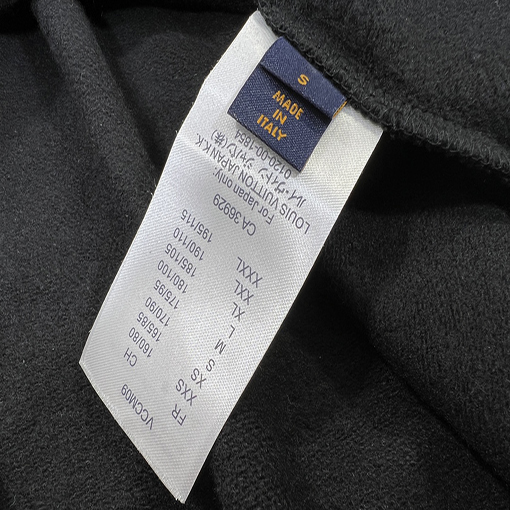 S
MADE
IN
ITALY
VCCM09
FR CH
XXS 160/80
XS 165/85
S 170/90
M 175/95
L 180/100
XL 185/105
XXL 190/110
XXXL 195/115
CA 36929
For Japan only:
LOUIS VUITTON JAPAN K.K.
ルイ・ヴィトン ジャパン(株)
0120-00-1854